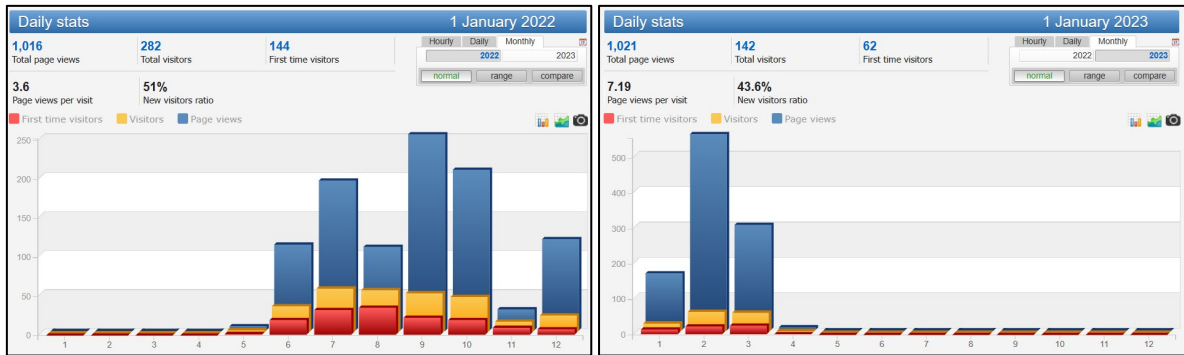 Daily stats 1 January 2022
1,016 282 144
Total page views Total visitors First time visitors
Hourly Daily Monthly
2022 2023
normal range compare
3.6 51%
Page views per visit New visitors ratio
First time visitors Visitors Page views
250
200
150
100
50
0
1 2 3 4 5 6 7 8 9 10 11 12
Daily stats 1 January 2023
1,021 142 62
Total page views Total visitors First time visitors
Hourly Daily Monthly
2022 2023
normal range compare
7.19 43.6%
Page views per visit New visitors ratio
First time visitors Visitors Page views
500
400
300
200
100
0
1 2 3 4 5 6 7 8 9 10 11 12